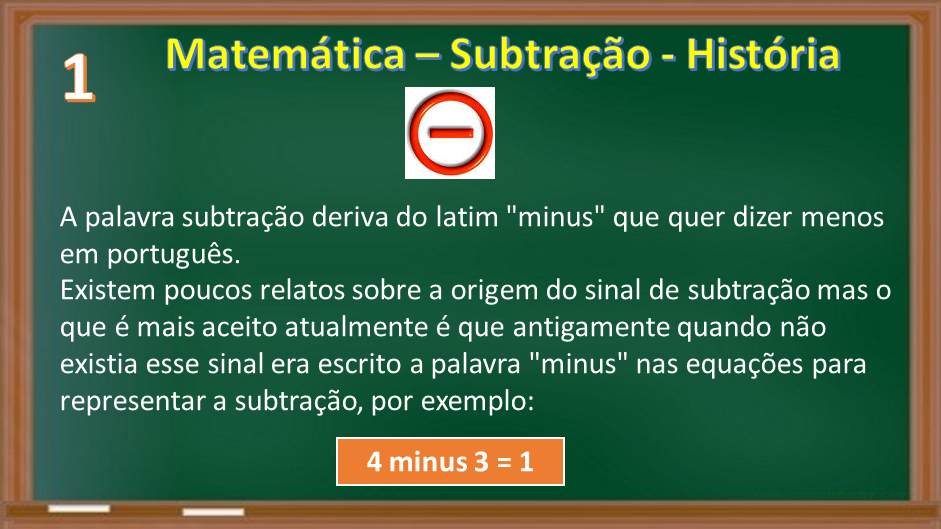 1
Matemática – Subtração - História
A palavra subtração deriva do latim "minus" que quer dizer menos
em português.
Existem poucos relatos sobre a origem do sinal de subtração mas o
que é mais aceito atualmente é que antigamente quando não
existia esse sinal era escrito a palavra "minus" nas equações para
representar a subtração, por exemplo:
4 minus 3 = 1